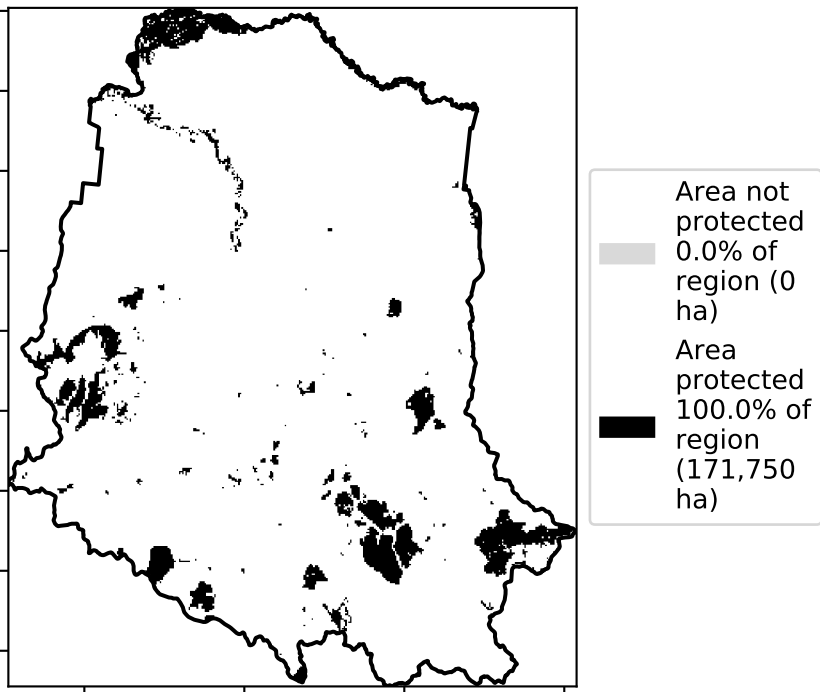 Area not
protected
0.0% of
region (0
ha)
Area
protected
100.0% of
region
(171,750
ha)